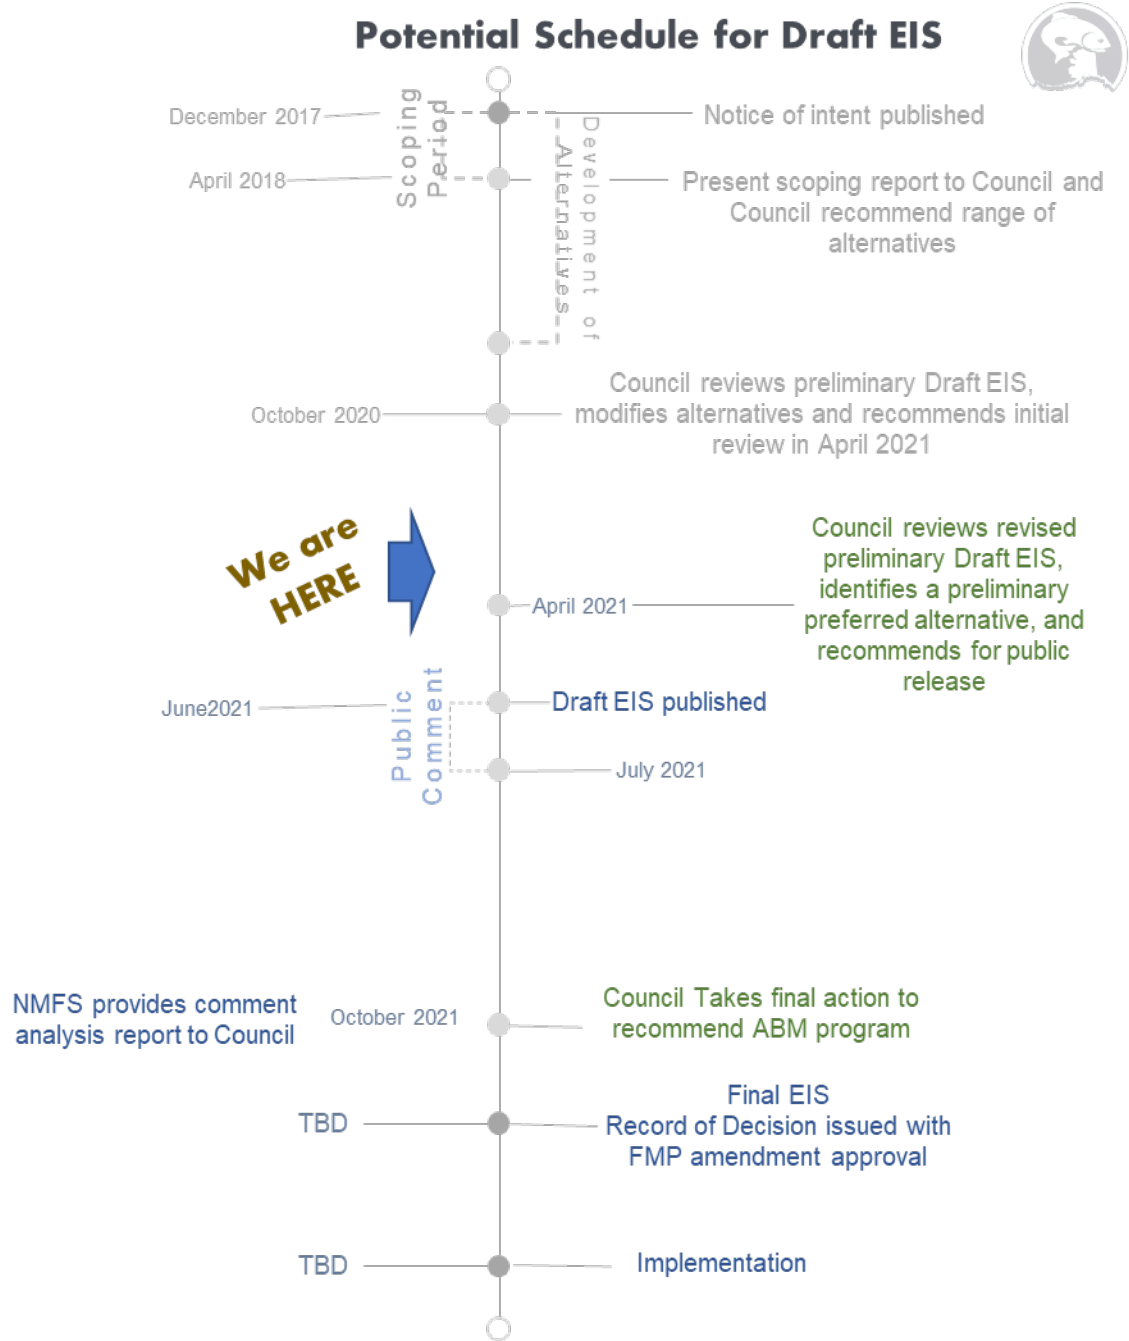 Potential Schedule for Draft EIS
December 2017
Scoping
Period
Notice of intent published
Development of
Alternatives
April 2018
Present scoping report to Council and
Council recommend range of
alternatives
October 2020
Council reviews preliminary Draft EIS,
modifies alternatives and recommends initial
review in April 2021
We are
HERE
April 2021
Council reviews revised
preliminary Draft EIS,
identifies a preliminary
preferred alternative, and
recommends for public
release
June2021
Public
Comment
Draft EIS published
July 2021
NMFS provides comment
analysis report to Council
October 2021
Council Takes final action to
recommend ABM program
TBD
Final EIS
Record of Decision issued with
FMP amendment approval
TBD
Implementation